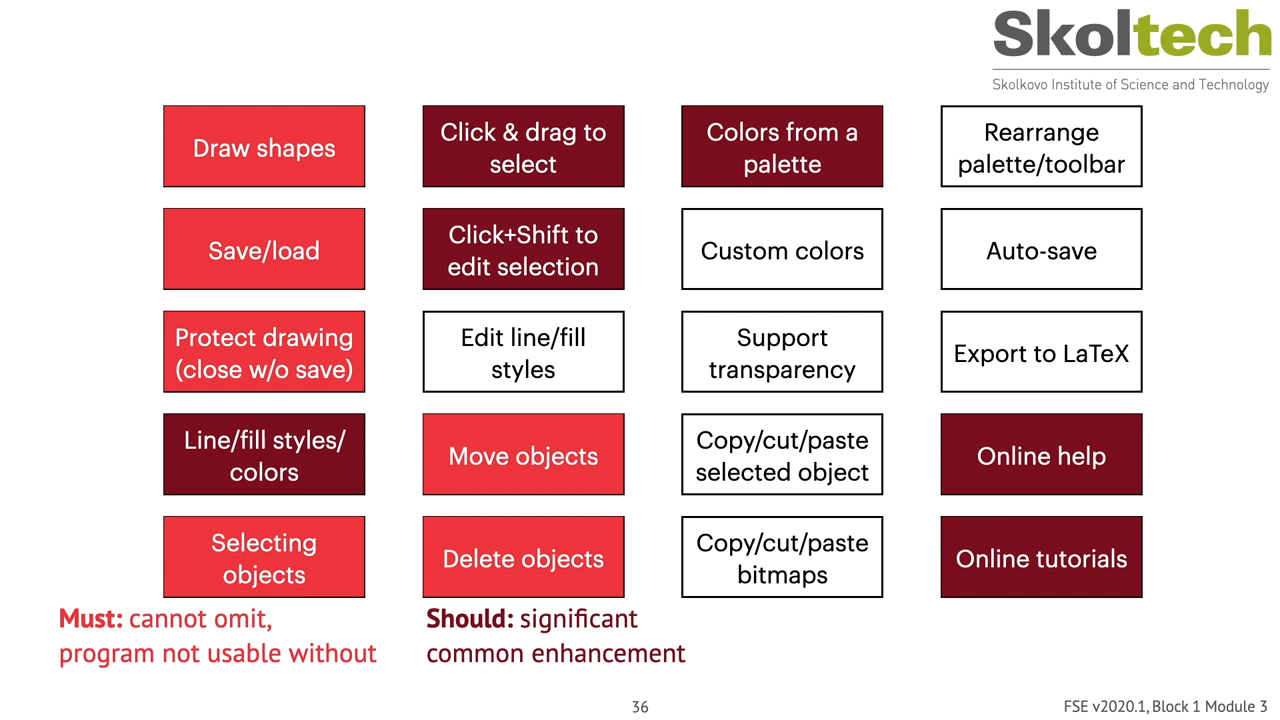 Skoltech
Skolkovo Institute of Science and Technology
Draw shapes
Click & drag to
select
Colors from a
palette
Rearrange
palette/toolbar
Save/load
Click+Shift to
edit selection
Custom colors
Auto-save
Protect drawing
(close w/o save)
Edit line/fill
styles
Support
transparency
Export to LaTeX
Line/fill styles/
colors
Move objects
Copy/cut/paste
selected object
Online help
Selecting
objects
Delete objects
Copy/cut/paste
bitmaps
Online tutorials
Must: cannot omit,
program not usable without
Should: significant
common enhancement
36
FSE v2020.1, Block 1 Module 3